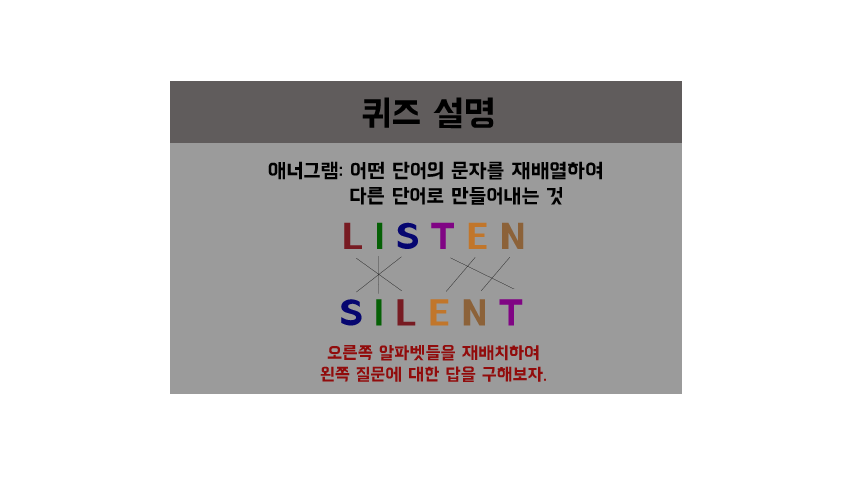 퀴즈 설명
애너그램: 어떤 단어의 문자를 재배열하여
다른 단어로 만들어내는 것
LISTEN
SILENT
오른쪽 알파벳들을 재배치하여
왼쪽 질문에 대한 답을 구해보자.